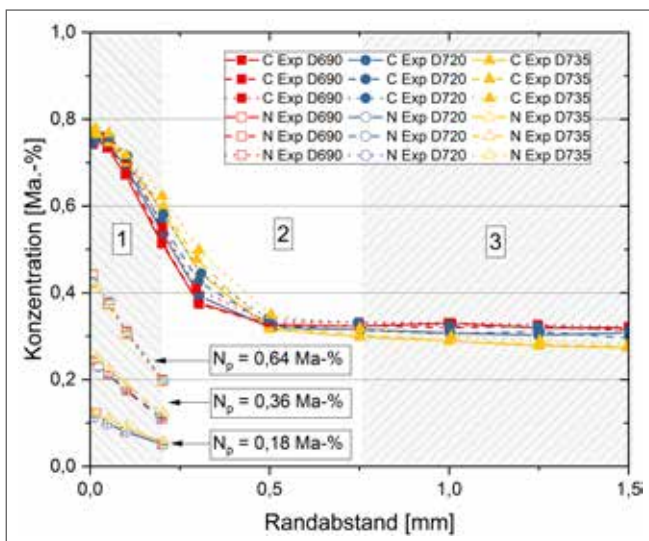 1,0
0,8
0,6
0,4
0,2
0,0
Konzentration [Ma.-%]
C Exp D690 C Exp D720 C Exp D735
C Exp D690 C Exp D720 C Exp D735
C Exp D690 C Exp D720 C Exp D735
N Exp D690 N Exp D720 N Exp D735
N Exp D690 N Exp D720 N Exp D735
N Exp D690 N Exp D720 N Exp D735
1
2
3
Np = 0,64 Ma-%
Np = 0,36 Ma-%
Np = 0,18 Ma-%
0,0 0,5 1,0 1,5
Randabstand [mm]